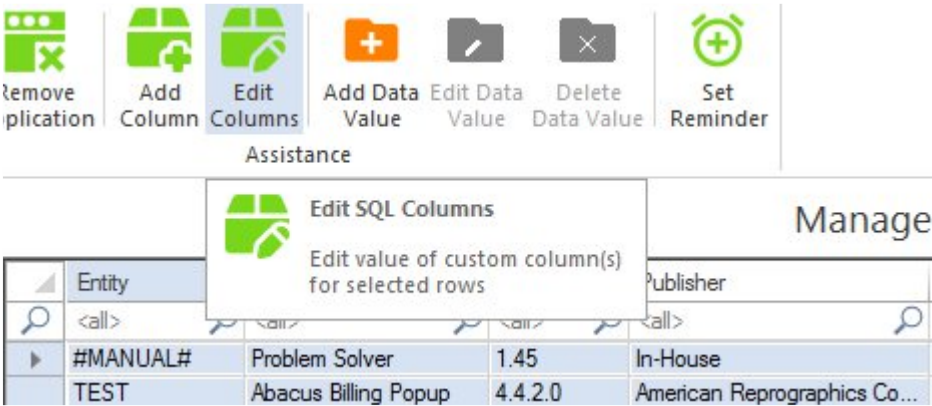 Remove Add Edit Add Data Edit Data Delete Set
plication Column Columns Value Value Data Value Reminder
Assistance
Edit SQL Columns
Manage
Edit value of custom column(s)
for selected rows
Entity Publisher
<all> <all> <all> <all>
#MANUAL# Problem Solver 1.45 In-House
TEST Abacus Billing Popup 4.4.2.0 American Reprographics Co...